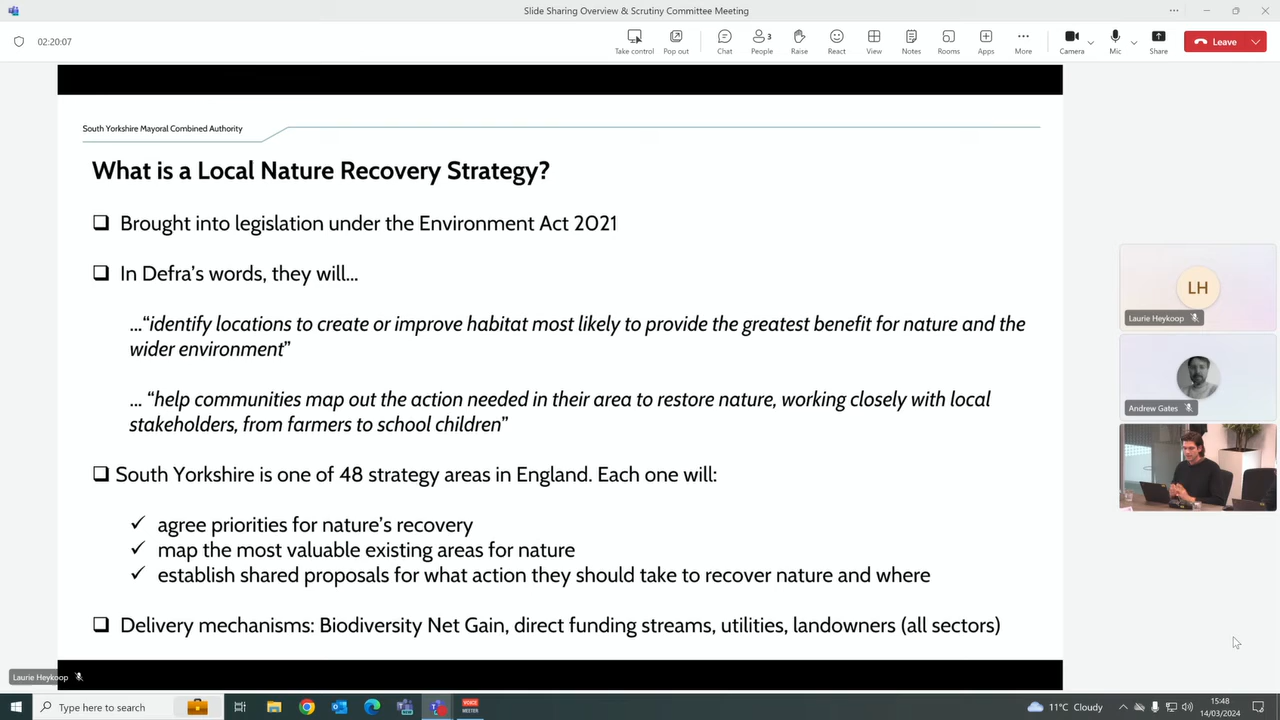 Slide Sharing Overview & Scrutiny Committee Meeting
02:20:07
Take control
Pop out
Chat
3
People
Raise
React
View
Notes
Rooms
Apps
More
Camera
Mic
Share
Leave
South Yorkshire Mayoral Combined Authority
What is a Local Nature Recovery Strategy?
Brought into legislation under the Environment Act 2021
In Defra's words, they will...
..."identify locations to create or improve habitat most likely to provide the greatest benefit for nature and the
wider environment"
... "help communities map out the action needed in their area to restore nature, working closely with local
stakeholders, from farmers to school children"
South Yorkshire is one of 48 strategy areas in England. Each one will:
agree priorities for nature's recovery
map the most valuable existing areas for nature
establish shared proposals for what action they should take to recover nature and where
Delivery mechanisms: Biodiversity Net Gain, direct funding streams, utilities, landowners (all sectors)
LH
Laurie Heykoop
Andrew Gates
Laurie Heykoop
Type here to search
VOICE
MEETER
11°C Cloudy
15:48
14/03/2024